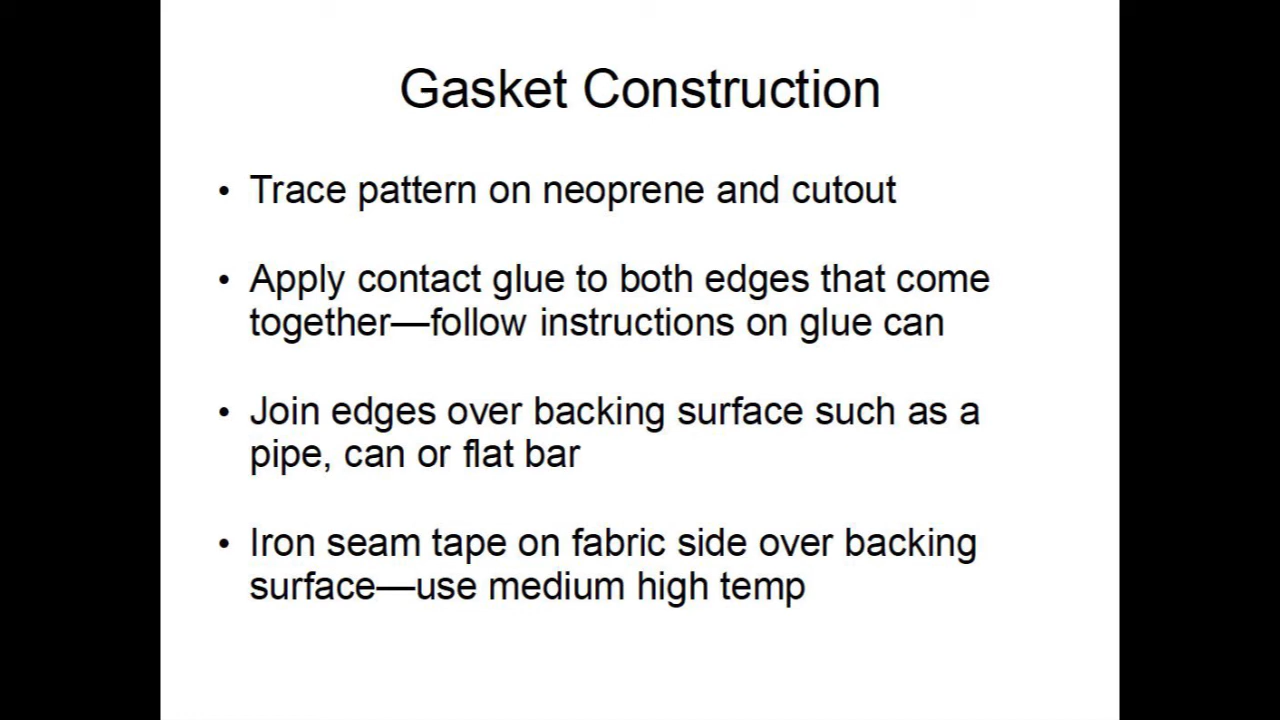 Gasket Construction
• Trace pattern on neoprene and cutout
• Apply contact glue to both edges that come
together—follow instructions on glue can
• Join edges over backing surface such as a
pipe, can or flat bar
• Iron seam tape on fabric side over backing
surface—use medium high temp